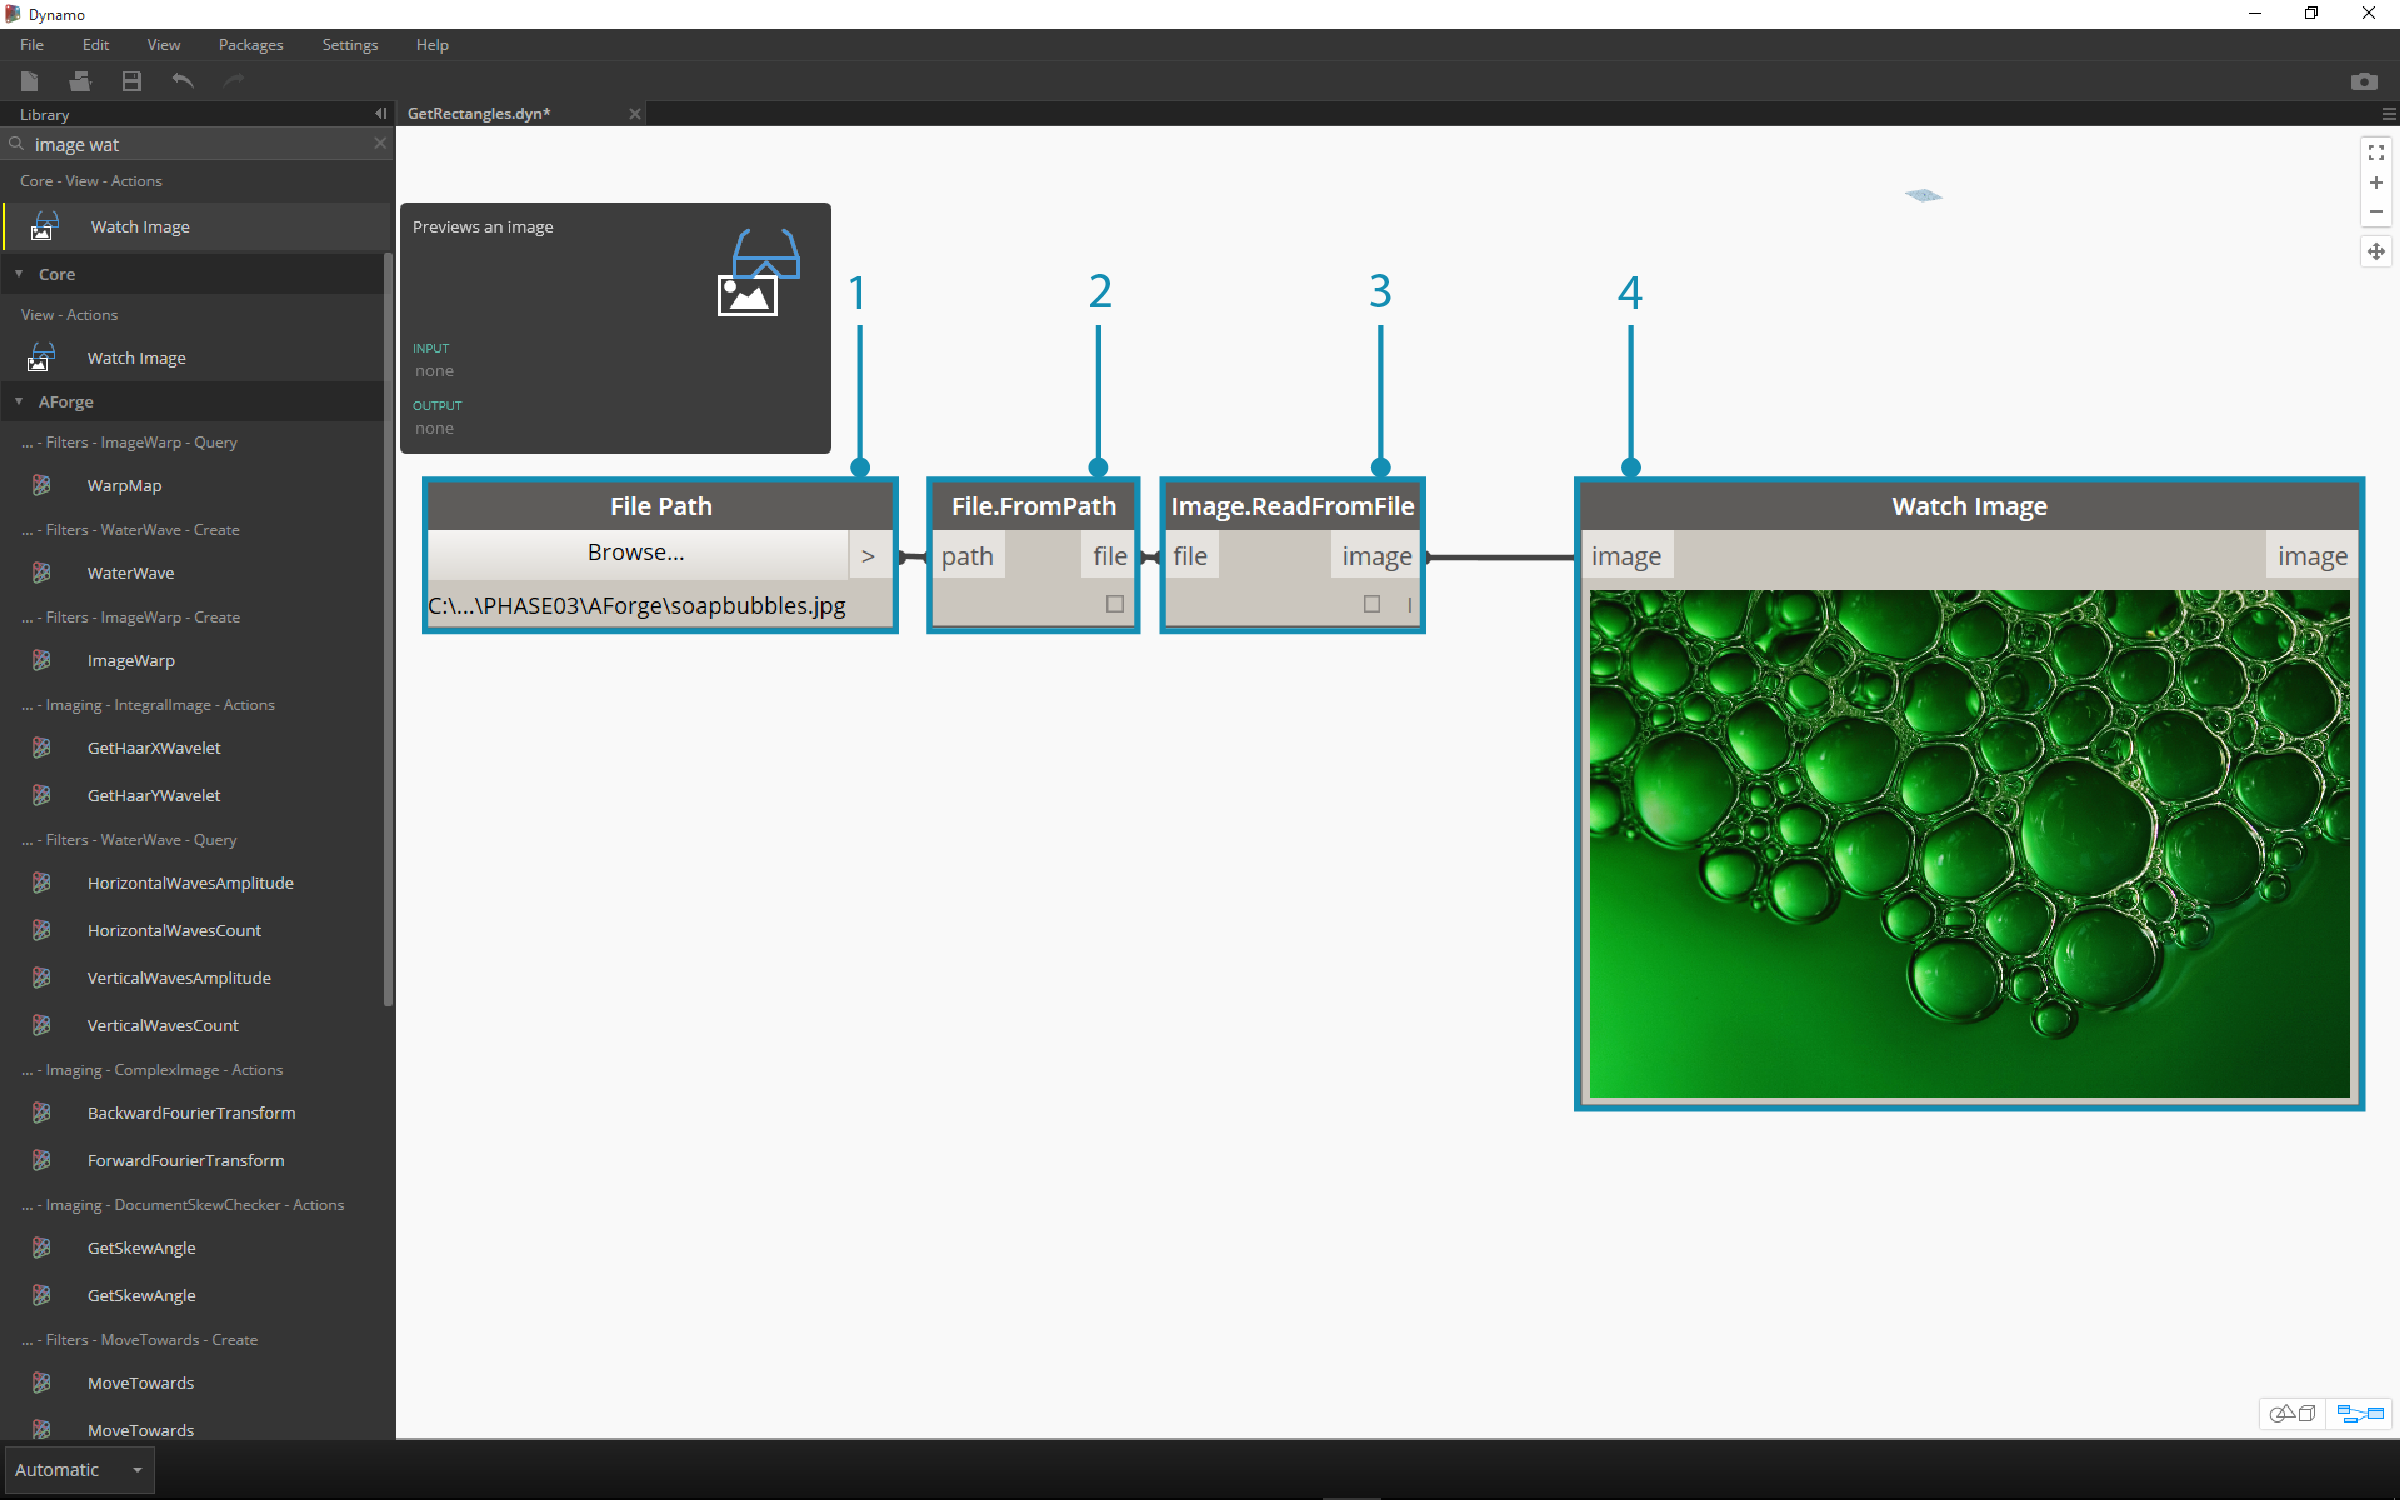 Dynamo
File Edit View Packages Settings Help
Library
GetRectangles.dyn*
image wat
Core - View - Actions
Watch Image
Core
View - Actions
Watch Image
AForge
... - Filters - ImageWarp - Query
WarpMap
... - Filters - WaterWave - Create
WaterWave
... - Filters - ImageWarp - Create
ImageWarp
... - Imaging - IntegralImage - Actions
GetHaarXWavelet
GetHaarYWavelet
... - Filters - WaterWave - Query
HorizontalWavesAmplitude
HorizontalWavesCount
VerticalWavesAmplitude
VerticalWavesCount
... - Imaging - ComplexImage - Actions
BackwardFourierTransform
ForwardFourierTransform
... - Imaging - DocumentSkewChecker - Actions
GetSkewAngle
GetSkewAngle
... - Filters - MoveTowards - Create
MoveTowards
MoveTowards
Automatic
Previews an image
INPUT
none
OUTPUT
none
1
2
3
4
File Path
Browse...
>
C:\...\PHASE03\AForge\soapbubbles.jpg
File.FromPath
path file
Image.ReadFromFile
file image
Watch Image
image image